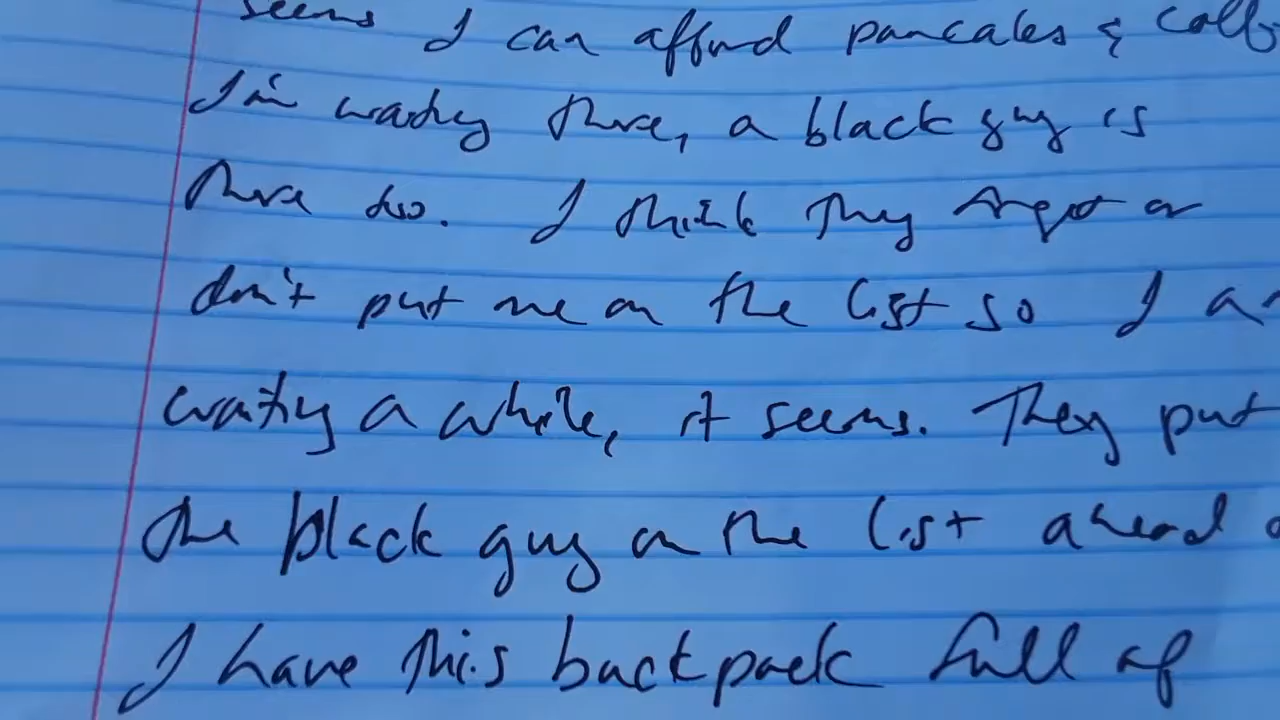 seems I can afford pancakes & coff
I'm waiting there, a black guy is
there too. I think they forgot or
don't put me on the list so I am
waiting a while, it seems. They put
the black guy on the list ahead o
I have this backpack full of